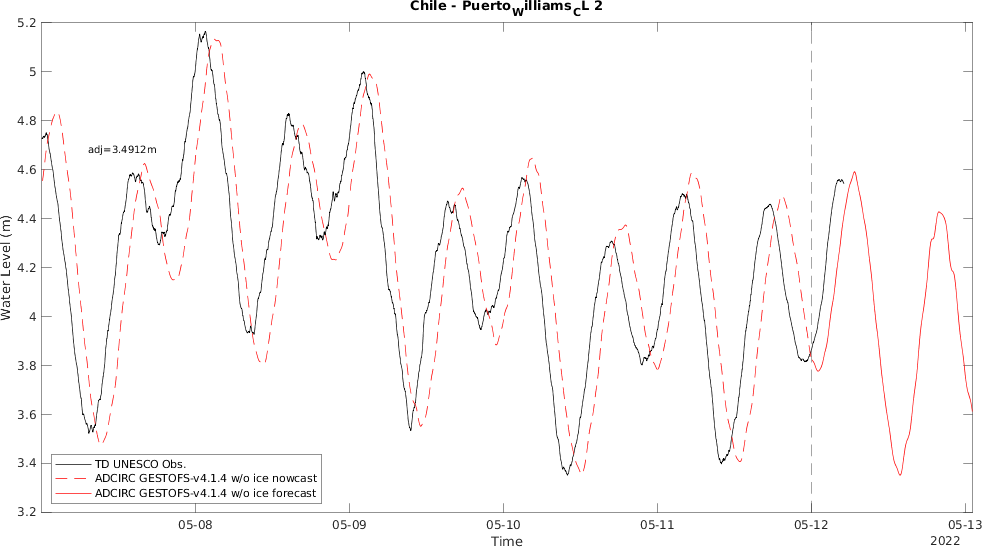 Chile - Puerto_Williams_CL 2
5.2
5
4.8
4.6
4.4
4.2
4
3.8
3.6
3.4
3.2
Water Level (m)
adj=3.4912m
TD UNESCO Obs.
ADCIRC GESTOFS-v4.1.4 w/o ice nowcast
ADCIRC GESTOFS-v4.1.4 w/o ice forecast
05-08 05-09 05-10 05-11 05-12 05-13
Time
2022